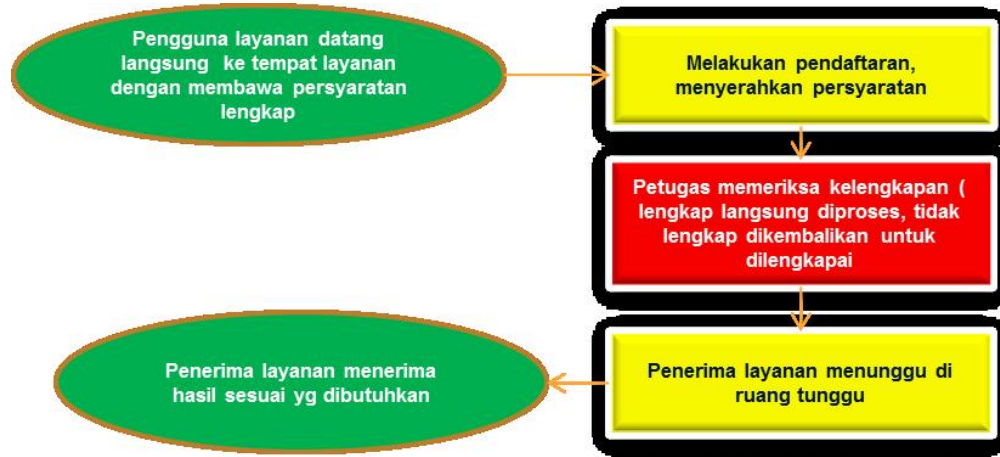 Pengguna layanan datang
langsung ke tempat layanan
dengan membawa persyaratan
lengkap
Melakukan pendaftaran,
menyerahkan persyaratan
Petugas memeriksa kelengkapan (
lengkap langsung diproses, tidak
lengkap dikembalikan untuk
dilengkapai
Penerima layanan menunggu di
ruang tunggu
Penerima layanan menerima
hasil sesuai yg dibutuhkan